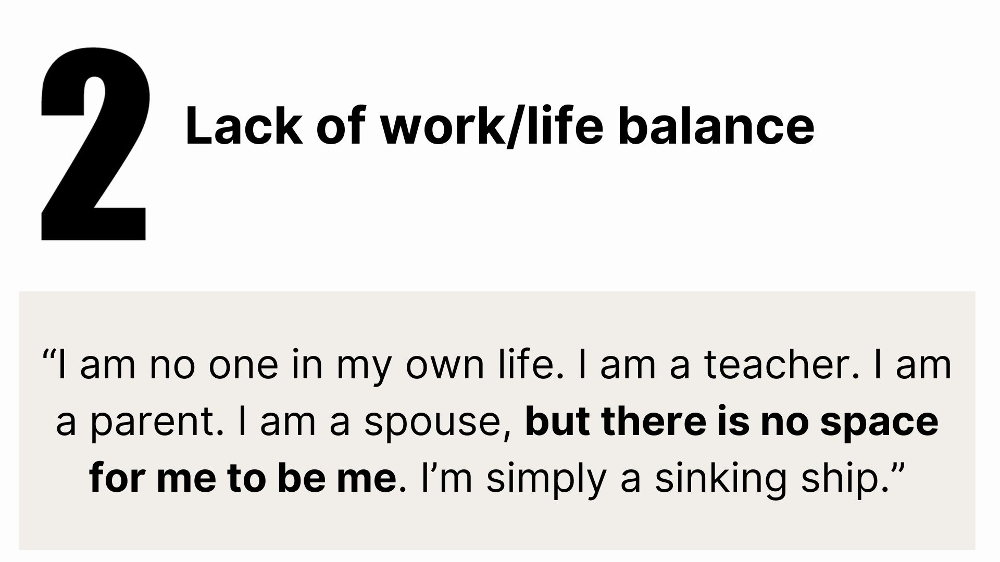 2
Lack of work/life balance
“I am no one in my own life. I am a teacher. I am
a parent. I am a spouse, but there is no space
for me to be me. I’m simply a sinking ship.”